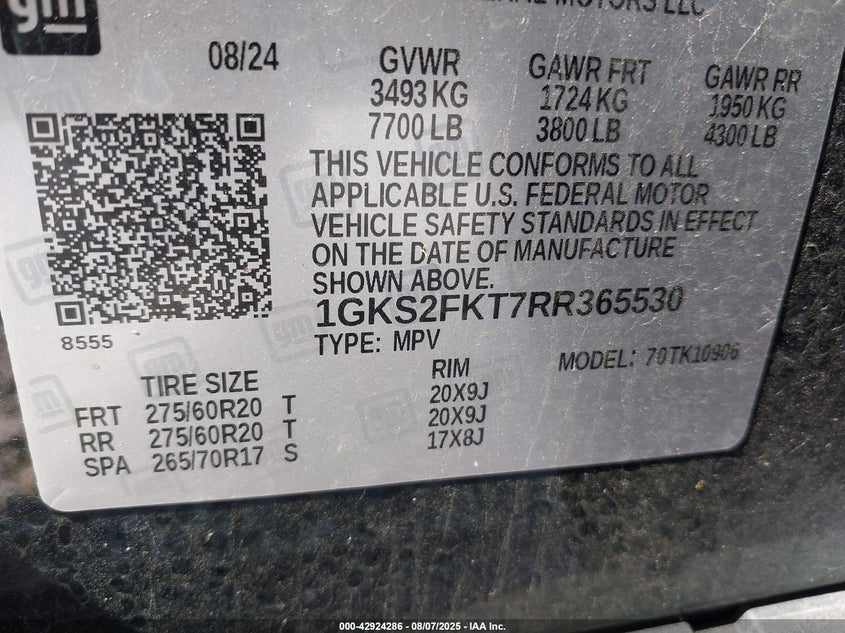 gm
MOTORS LLC
08/24
GVWR GAWR FRT GAWR RR
3493 KG 1724 KG 1950 KG
7700 LB 3800 LB 4300 LB
THIS VEHICLE CONFORMS TO ALL
APPLICABLE U.S. FEDERAL MOTOR
VEHICLE SAFETY STANDARDS IN EFFECT
ON THE DATE OF MANUFACTURE
SHOWN ABOVE.
1GKS2FKT7RR365530
8555
TYPE: MPV MODEL: 70TK10906
TIRE SIZE RIM
FRT 275/60R20 T 20X9J
RR 275/60R20 T 20X9J
SPA 265/70R17 S 17X8J
000-42924286 - 08/07/2025 - IAA Inc.